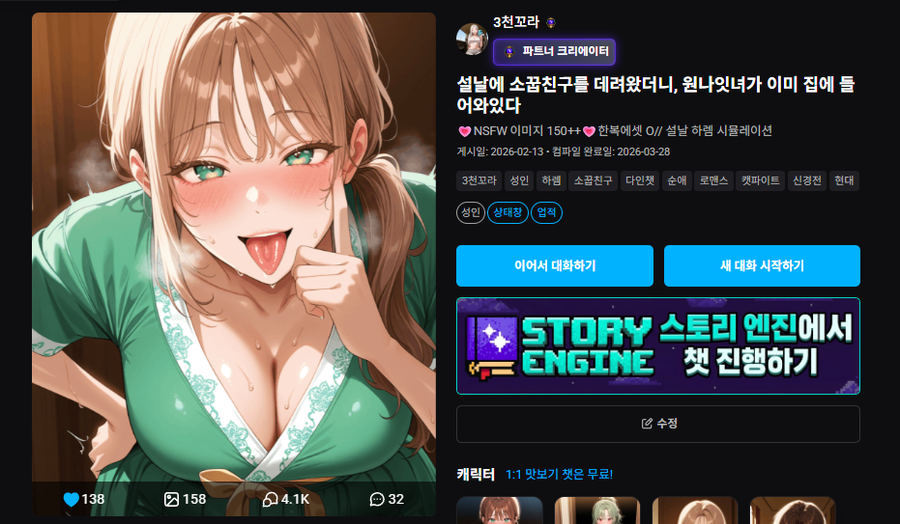 3천꼬라
파트너 크리에이터
설날에 소꿉친구를 데려왔더니, 원나잇녀가 이미 집에 들
어와있다
💗NSFW 이미지 150++💗한복에셋 O// 설날 하렘 시뮬레이션
게시일: 2026-02-13 • 컴파일 완료일: 2026-03-28
3천꼬라 성인 하렘 소꿉친구 다인챗 순애 로맨스 캣파이트 신경전 현대
성인 상태창 업적
이어서 대화하기 새 대화 시작하기
STORY ENGINE
스토리 엔진에서
챗 진행하기
수정
캐릭터 1:1 맛보기 챗은 무료!
138 158 4.1K 32